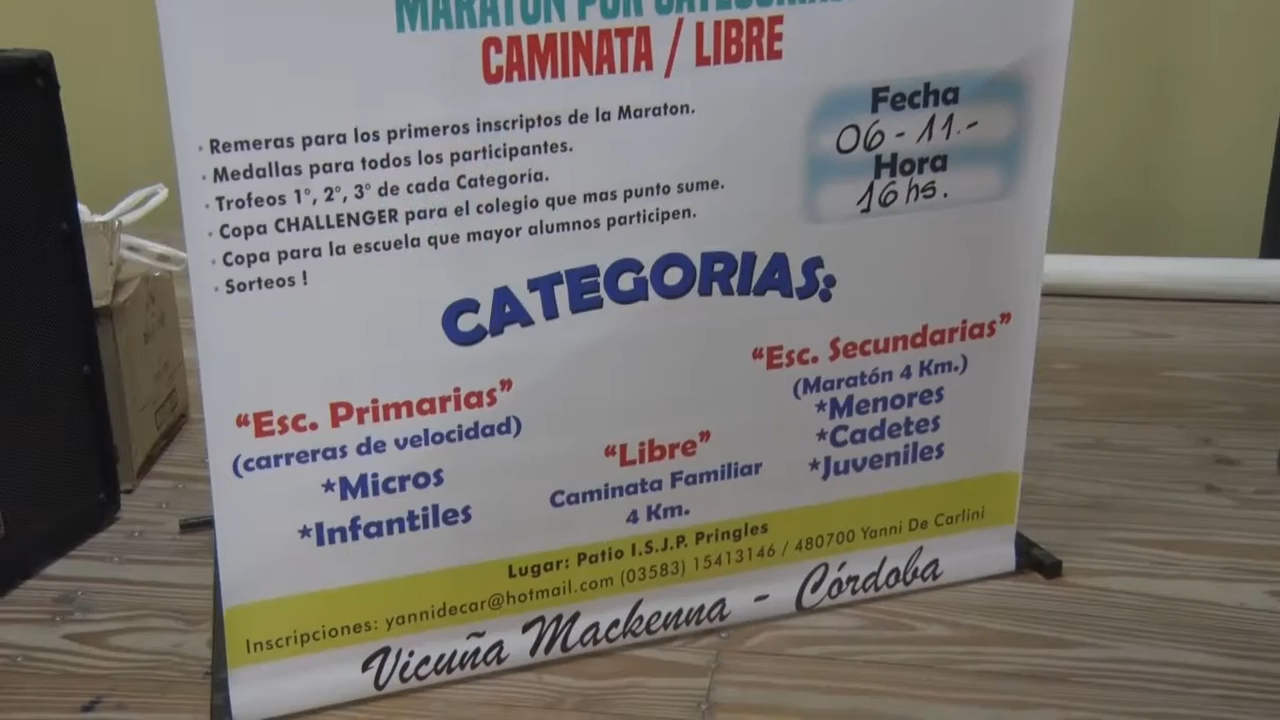 MARATON POR CATEGORIAS
CAMINATA / LIBRE
· Remeras para los primeros inscriptos de la Maraton.
· Medallas para todos los participantes.
· Trofeos 1°, 2°, 3° de cada Categoría.
· Copa CHALLENGER para el colegio que mas punto sume.
· Copa para la escuela que mayor alumnos participen.
· Sorteos !
Fecha
06-11.-
Hora
16 hs.
CATEGORIAS:
“Esc. Primarias”
(carreras de velocidad)
*Micros
*Infantiles
“Libre”
Caminata Familiar
4 Km.
“Esc. Secundarias”
(Maratón 4 Km.)
*Menores
*Cadetes
*Juveniles
Lugar: Patio I.S.J.P. Pringles
Inscripciones: yannidecar@hotmail.com (03583) 15413146 / 480700 Yanni De Carlini
Vicuña Mackenna - Córdoba